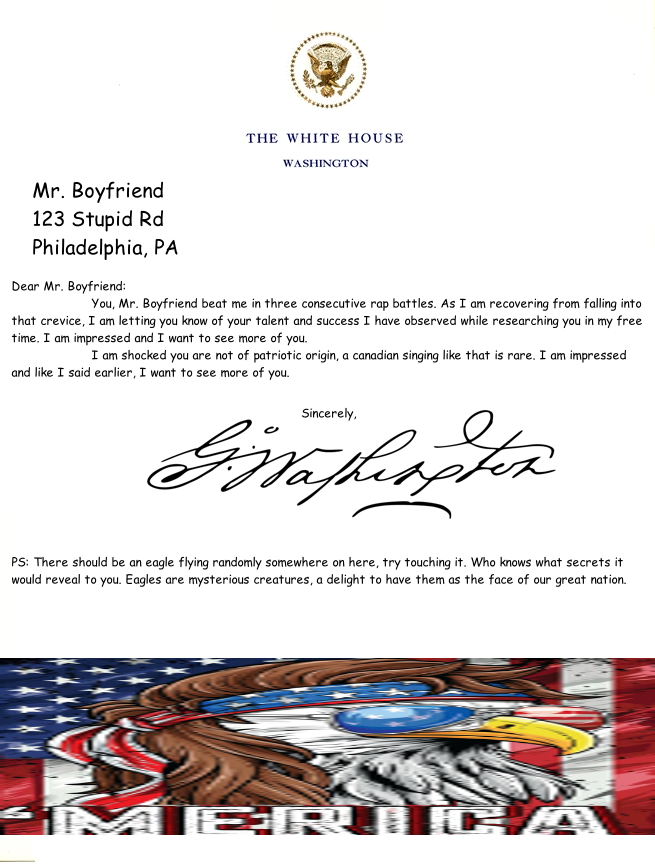 THE WHITE HOUSE
WASHINGTON
Mr. Boyfriend
123 Stupid Rd
Philadelphia, PA
Dear Mr. Boyfriend:
You, Mr. Boyfriend beat me in three consecutive rap battles. As I am recovering from falling into
that crevice, I am letting you know of your talent and success I have observed while researching you in my free
time. I am impressed and I want to see more of you.
I am shocked you are not of patriotic origin, a canadian singing like that is rare. I am impressed
and like I said earlier, I want to see more of you.
Sincerely,
G. Washington
PS: There should be an eagle flying randomly somewhere on here, try touching it. Who knows what secrets it
would reveal to you. Eagles are mysterious creatures, a delight to have them as the face of our great nation.
'MERICA